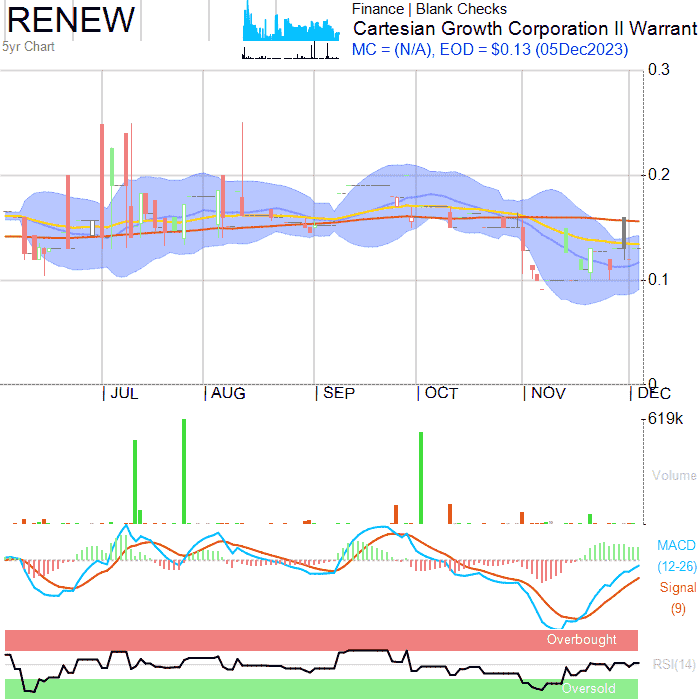 RENEW
5yr Chart
Finance | Blank Checks
Cartesian Growth Corporation II Warrant
MC = (N/A), EOD = $0.13 (05Dec2023)
0.3
0.2
0.1
0
JUL
AUG
SEP
OCT
NOV
DEC
619k
Volume
MACD
(12-26)
Signal
(9)
Overbought
RSI(14)
Oversold